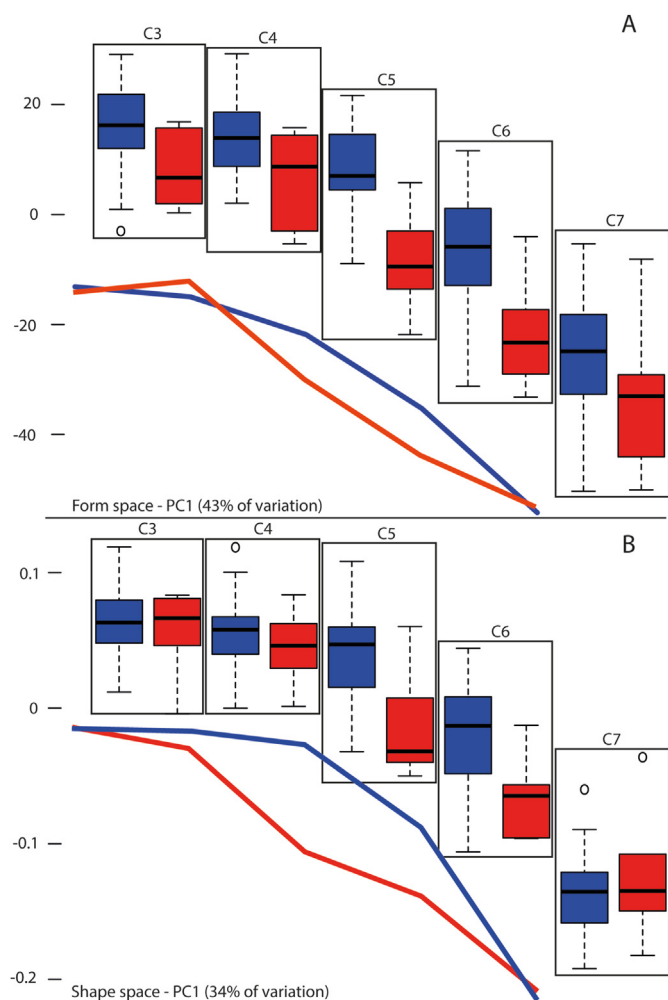 A
C3
C4
C5
C6
C7
20
0
-20
-40
Form space - PC1 (43% of variation)
B
C3
C4
C5
C6
C7
0.1
0
-0.1
-0.2
Shape space - PC1 (34% of variation)